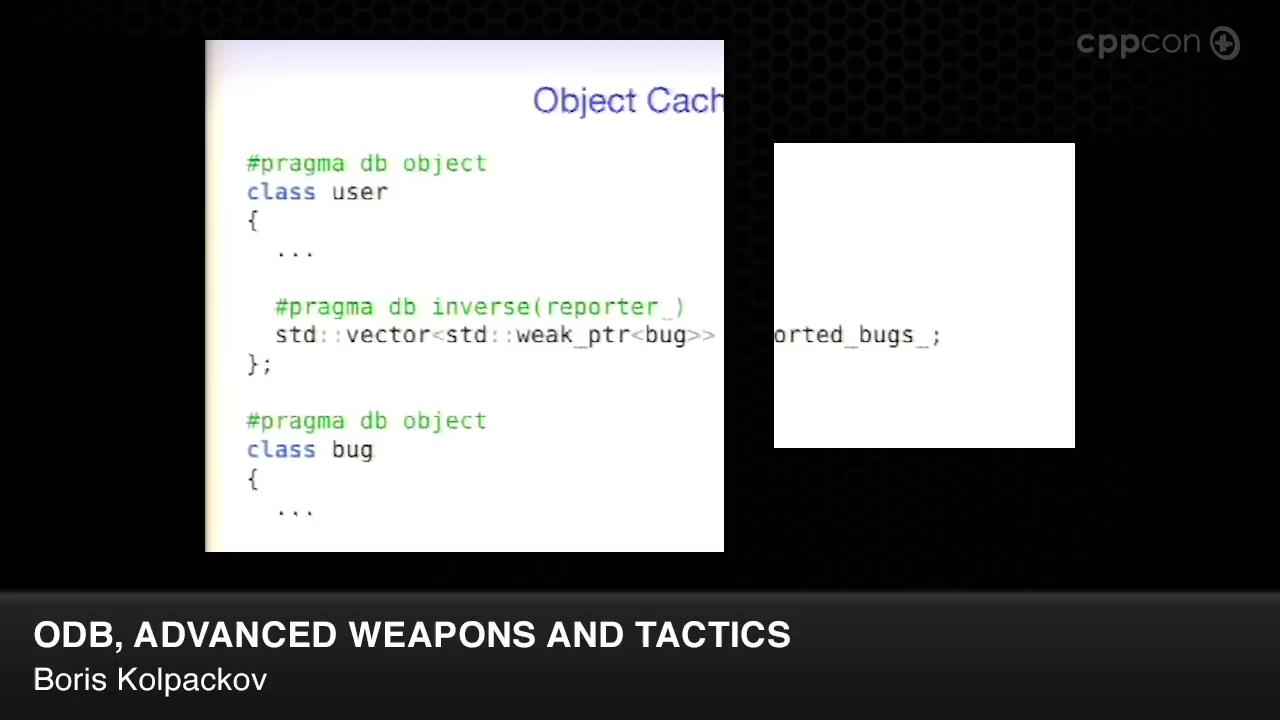 cppcon
Object Cach
#pragma db object
class user
{
...
#pragma db inverse(reporter_)
std::vector<std::weak_ptr<bug>> orted_bugs_;
};
#pragma db object
class bug
{
...
ODB, ADVANCED WEAPONS AND TACTICS
Boris Kolpackov